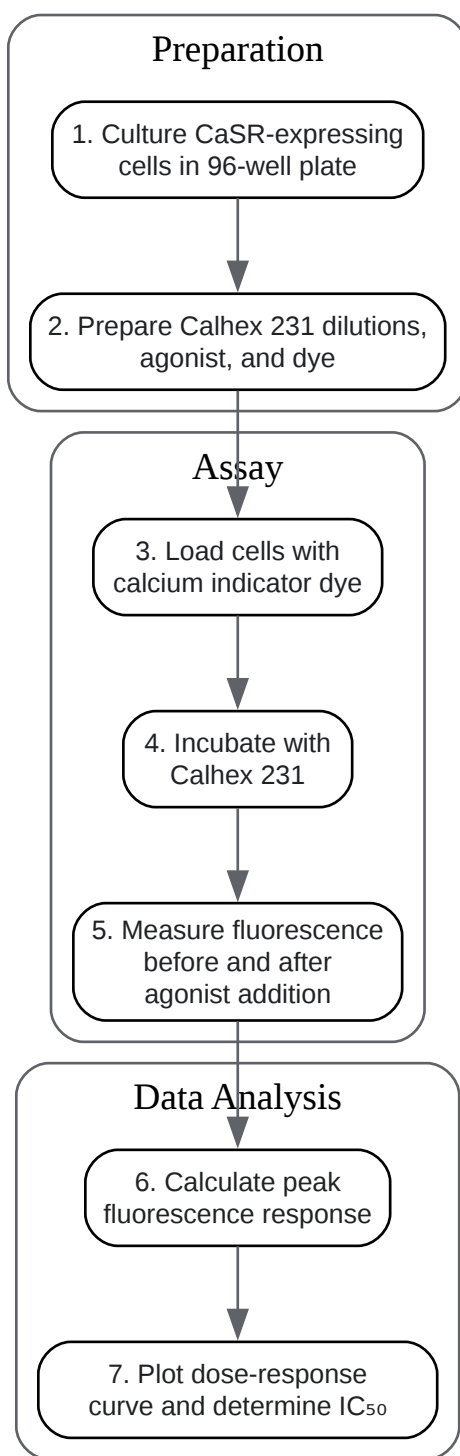 Preparation
1. Culture CaSR-expressing
cells in 96-well plate
2. Prepare Calhex 231 dilutions,
agonist, and dye
Assay
3. Load cells with
calcium indicator dye
4. Incubate with
Calhex 231
5. Measure fluorescence
before and after
agonist addition
Data Analysis
6. Calculate peak
fluorescence response
7. Plot dose-response
curve and determine IC₅₀